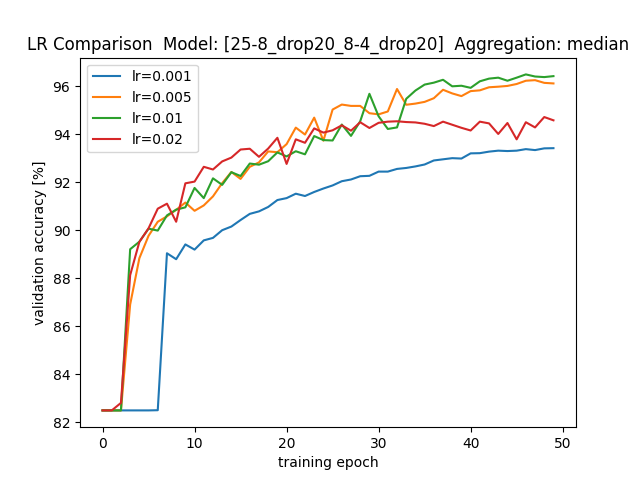 LR Comparison  Model: [25-8_drop20_8-4_drop20]  Aggregation: median
lr=0.001
lr=0.005
lr=0.01
lr=0.02
validation accuracy [%]
96
94
92
90
88
86
84
82
0 10 20 30 40 50
training epoch